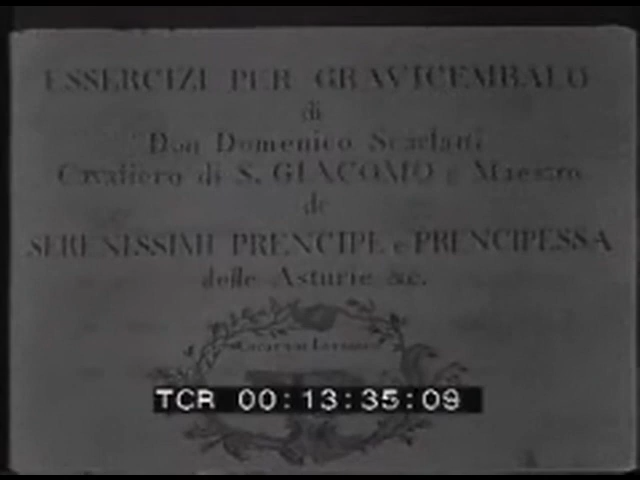 ESSERCIZI PER GRAVICEMBALO
di
Don Domenico Scarlatti
Cavaliero di S. GIACOMO e Maestro
de
SERENISSIMI PRENCIPE e PRENCIPESSA
delle Asturie &c.
TCR 00:13:35:09